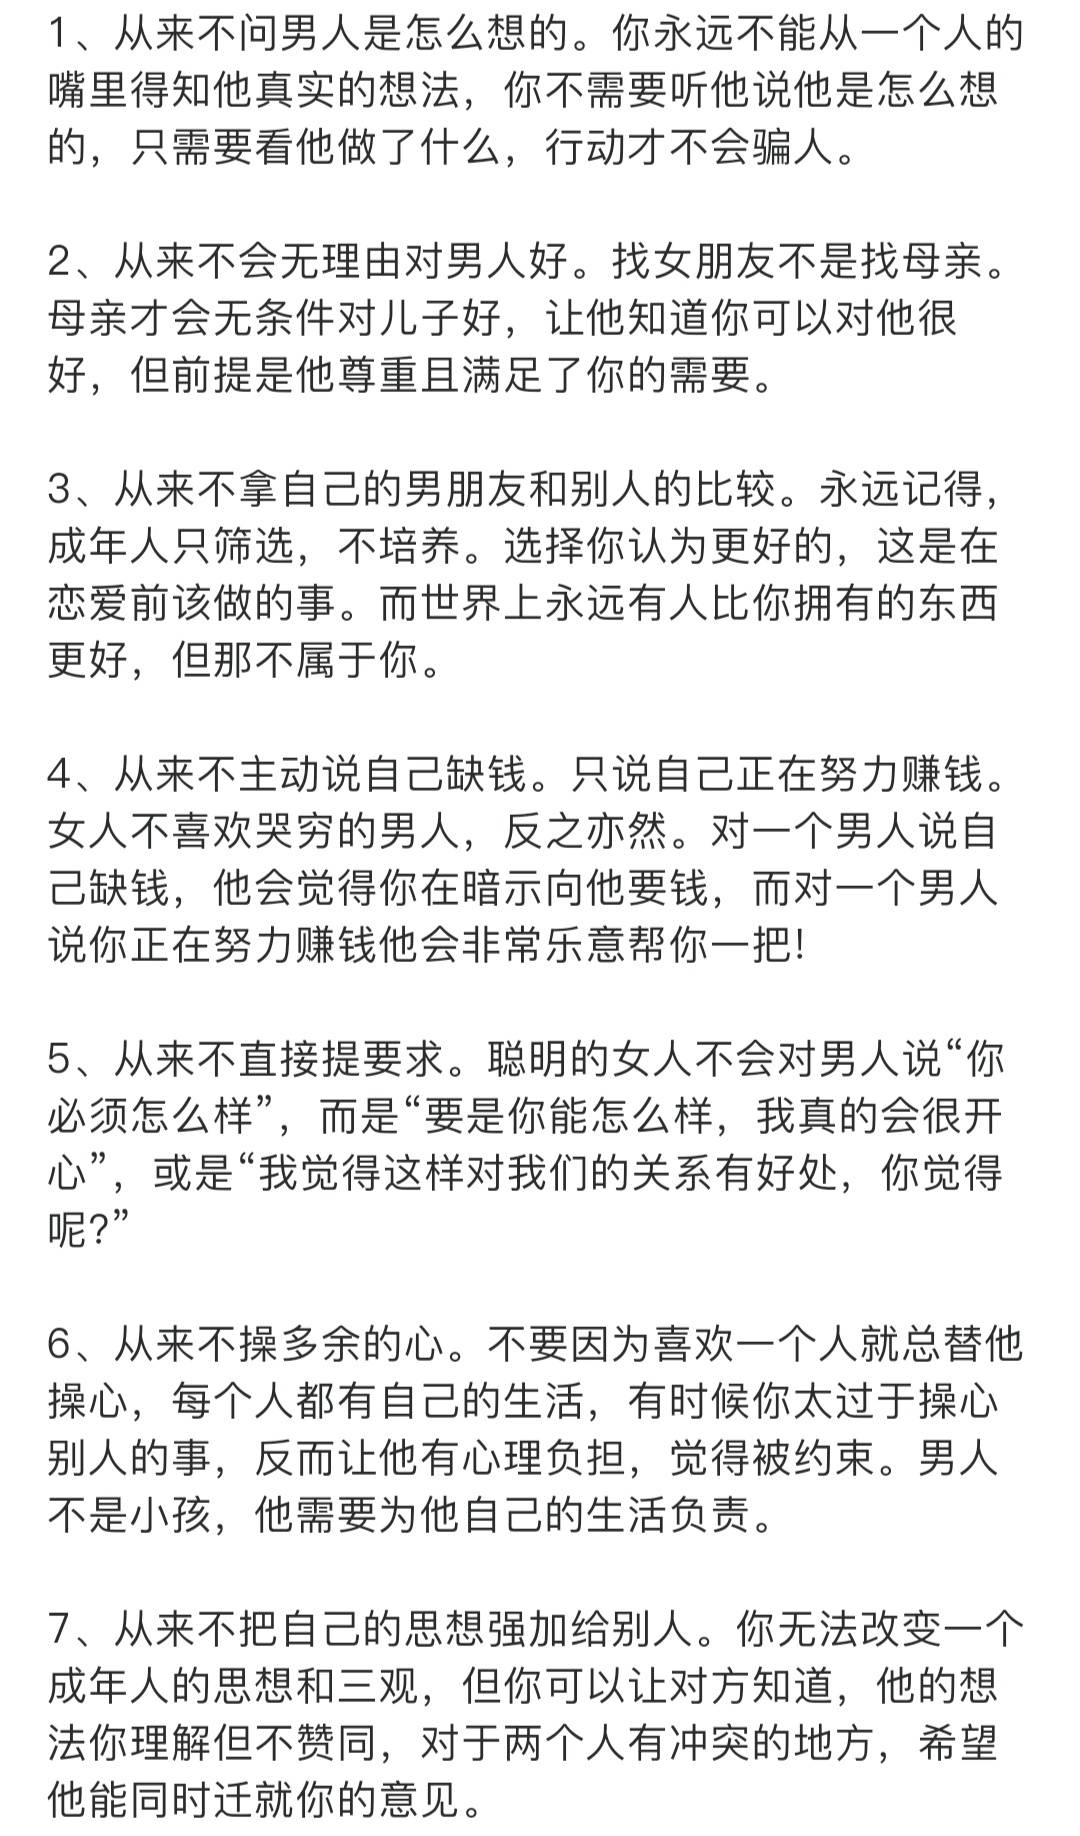 1、从来不问男人是怎么想的。你永远不能从一个人的
嘴里得知他真实的想法，你不需要听他说他是怎么想
的，只需要看他做了什么，行动才不会骗人。
2、从来不会无理由对男人好。找女朋友不是找母亲。
母亲才会无条件对儿子好，让他知道你可以对他很
好，但前提是他尊重且满足了你的需要。
3、从来不拿自己的男朋友和别人的比较。永远记得，
成年人只筛选，不培养。选择你认为更好的，这是在
恋爱前该做的事。而世界上永远有人比你拥有的东西
更好，但那不属于你。
4、从来不主动说自己缺钱。只说自己正在努力赚钱。
女人不喜欢哭穷的男人，反之亦然。对一个男人说自
己缺钱，他会觉得你在暗示向他要钱，而对一个男人
说你正在努力赚钱他会非常乐意帮你一把!
5、从来不直接提要求。聪明的女人不会对男人说“你
必须怎么样”，而是“要是你能怎么样，我真的会很开
心”，或是“我觉得这样对我们的关系有好处，你觉得
呢?”
6、从来不操多余的心。不要因为喜欢一个人就总替他
操心，每个人都有自己的生活，有时候你太过于操心
别人的事，反而让他有心理负担，觉得被约束。男人
不是小孩，他需要为他自己的生活负责。
7、从来不把自己的思想强加给别人。你无法改变一个
成年人的思想和三观，但你可以让对方知道，他的想
法你理解但不赞同，对于两个人有冲突的地方，希望
他能同时迁就你的意见。